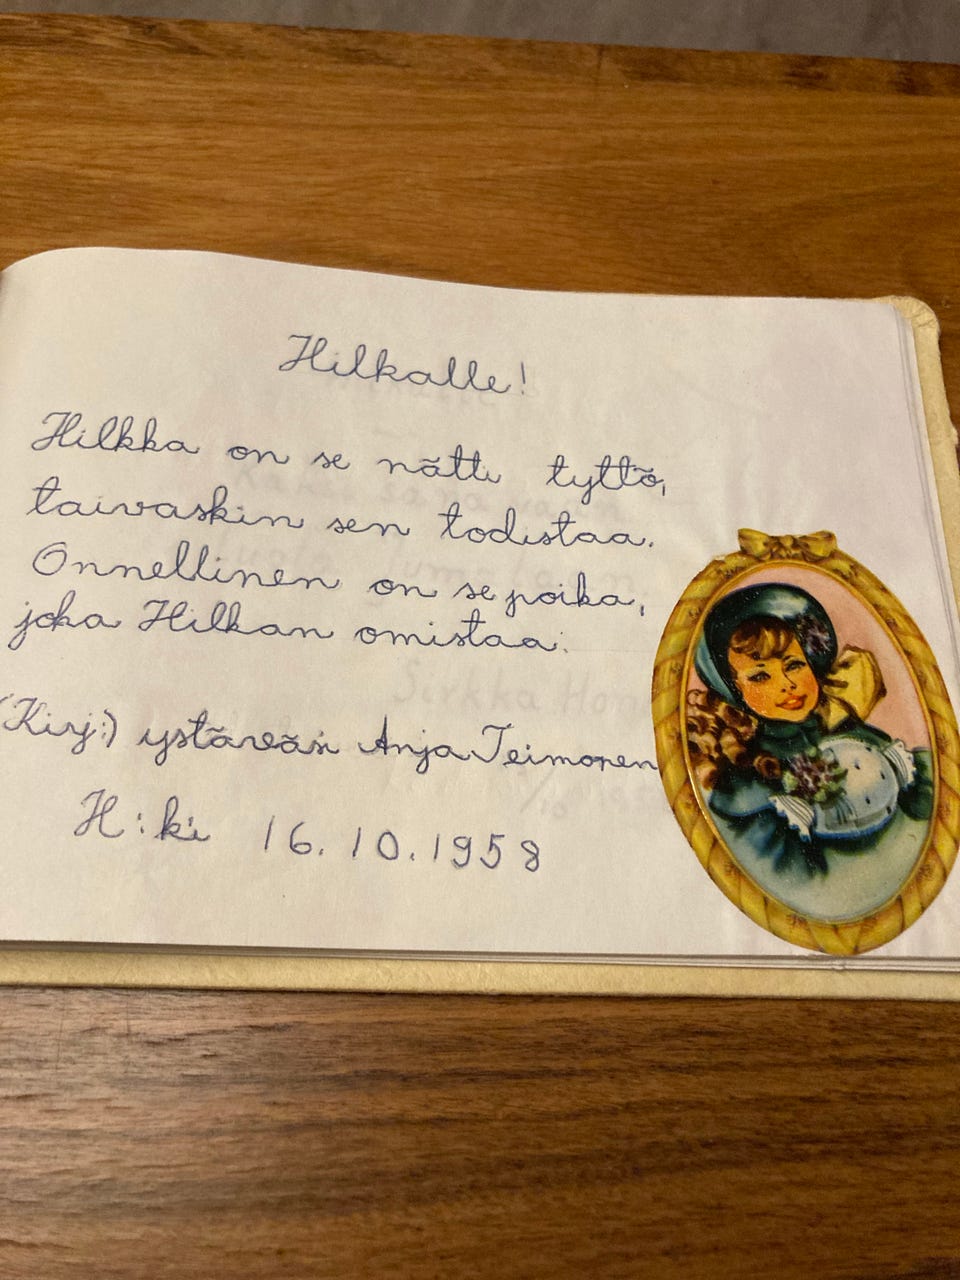 Hilkalle!
Hilkka on se nätti tyttö,
taivaskin sen todistaa.
Onnellinen on se poika,
joka Hilkan omistaa.
(Kirj:) ystäväsi Anja Teimonen
H:ki 16.10.1958